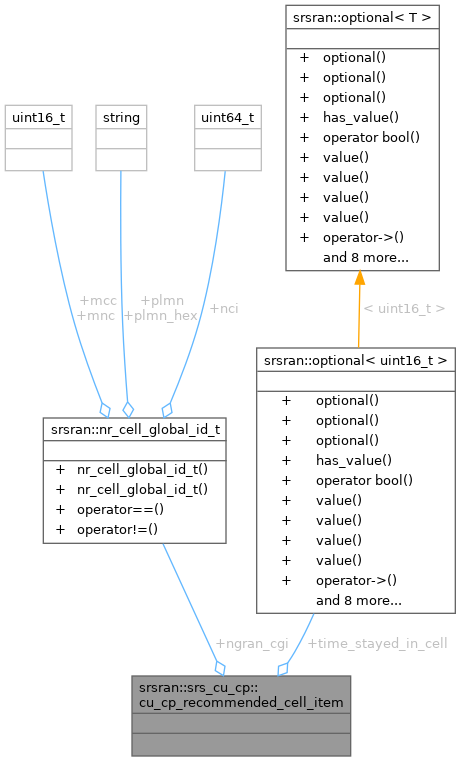 srsran::optional< T >
+ optional()
+ optional()
+ optional()
+ has_value()
+ operator bool()
+ value()
+ value()
+ value()
+ value()
+ operator->()
and 8 more...
uint16_t
string
uint64_t
+mcc
+mnc
+plmn
+plmn_hex
+nci
< uint16_t >
srsran::optional< uint16_t >
+ optional()
+ optional()
+ optional()
+ has_value()
+ operator bool()
+ value()
+ value()
+ value()
+ value()
+ operator->()
and 8 more...
srsran::nr_cell_global_id_t
+ nr_cell_global_id_t()
+ nr_cell_global_id_t()
+ operator==()
+ operator!=()
+ngran_cgi
+time_stayed_in_cell
srsran::srs_cu_cp::
cu_cp_recommended_cell_item